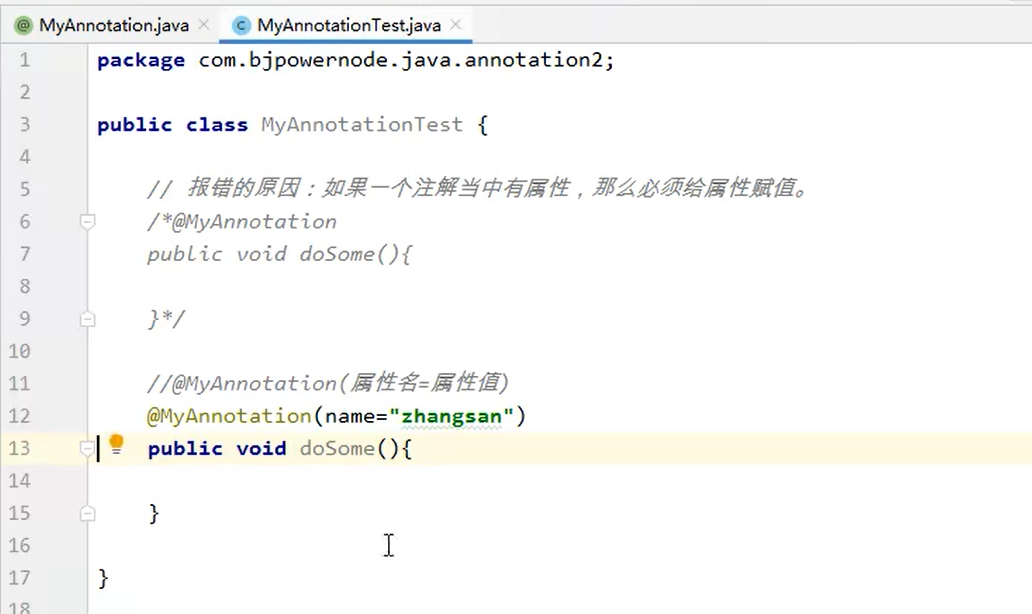 MyAnnotation.java
MyAnnotationTest.java
1 package com.bjpowernode.java.annotation2;
2
3 public class MyAnnotationTest {
4
5 // 报错的原因：如果一个注解当中有属性，那么必须给属性赋值。
6 /*@MyAnnotation
7 public void doSome(){
8
9 }*/
10
11 //@MyAnnotation(属性名=属性值)
12 @MyAnnotation(name="zhangsan")
13 public void doSome(){
14
15 }
16
17 }
18